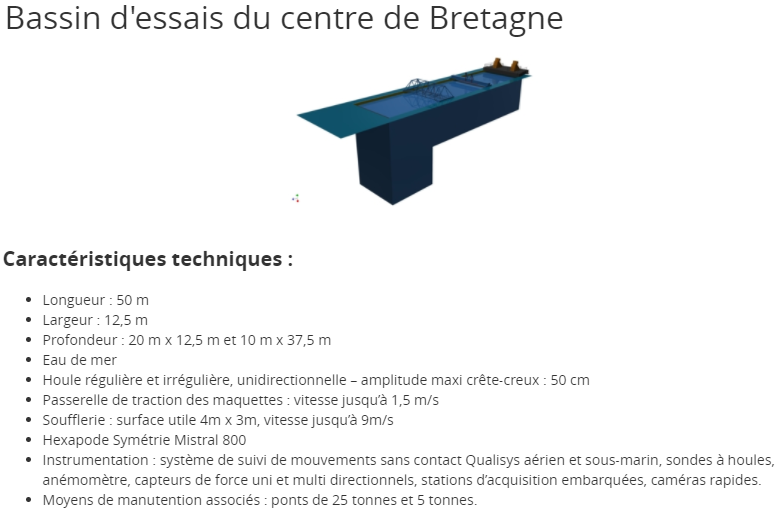 Bassin d'essais du centre de Bretagne
Caractéristiques techniques :
• Longueur : 50 m
• Largeur : 12,5 m
• Profondeur : 20 m x 12,5 m et 10 m x 37,5 m
• Eau de mer
• Houle régulière et irrégulière, unidirectionnelle – amplitude maxi crête-creux : 50 cm
• Passerelle de traction des maquettes : vitesse jusqu'à 1,5 m/s
• Soufflerie : surface utile 4m x 3m, vitesse jusqu'à 9m/s
• Hexapode Symétrie Mistral 800
• Instrumentation : système de suivi de mouvements sans contact Qualisys aérien et sous-marin, sondes à houles,
anémomètre, capteurs de force uni et multi directionnels, stations d'acquisition embarquées, caméras rapides.
• Moyens de manutention associés : ponts de 25 tonnes et 5 tonnes.